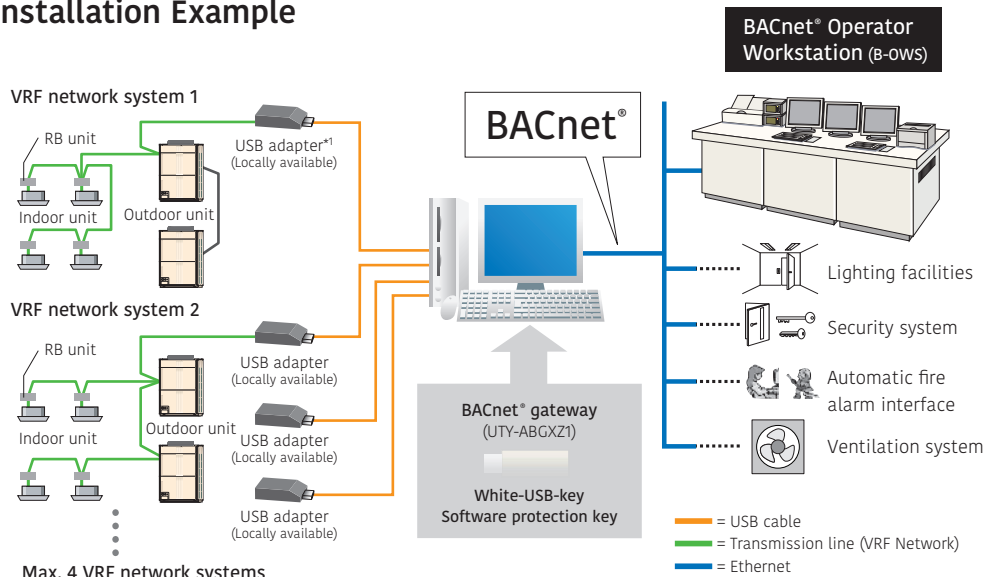 nstallation Example
BACnet® Operator
Workstation (B-OWS)
VRF network system 1
RB unit
USB adapter*1
(Locally available)
Indoor unit
Outdoor unit
BACnet®
Lighting facilities
VRF network system 2
RB unit
USB adapter
(Locally available)
Security system
Indoor unit
Outdoor unit
USB adapter
(Locally available)
BACnet® gateway
(UTY-ABGXZ1)
Automatic fire
alarm interface
Ventilation system
USB adapter
(Locally available)
White-USB-key
Software protection key
= USB cable
= Transmission line (VRF Network)
= Ethernet
Max. 4 VRF network systems